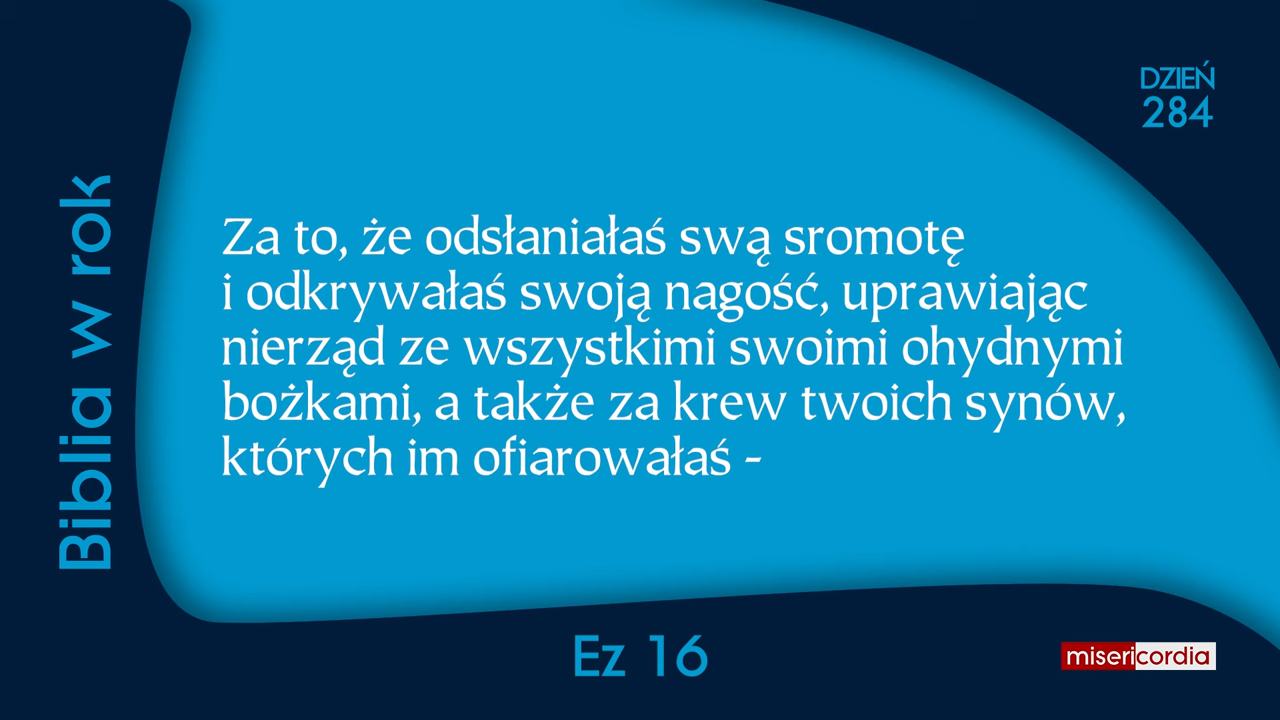 DZIEŃ
284
Biblia w rok
Za to, że odsłaniałaś swą sromotę
i odkrywałaś swoją nagość, uprawiając
nierząd ze wszystkimi swoimi ohydnymi
bożkami, a także za krew twoich synów,
których im ofiarowałaś -
Ez 16
misericordia